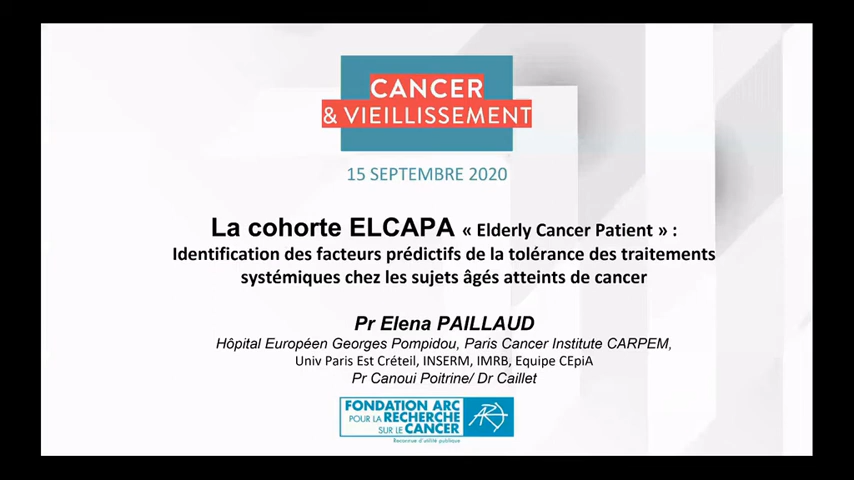 CANCER
& VIEILLISSEMENT
15 SEPTEMBRE 2020
La cohorte ELCAPA « Elderly Cancer Patient » :
Identification des facteurs prédictifs de la tolérance des traitements
systémiques chez les sujets âgés atteints de cancer
Pr Elena PAILLAUD
Hôpital Européen Georges Pompidou, Paris Cancer Institute CARPEM,
Univ Paris Est Créteil, INSERM, IMRB, Equipe CEpiA
Pr Canoui Poitrine/ Dr Caillet
FONDATION ARC
POUR LA RECHERCHE
SUR LE CANCER
Reconnue d'utilité publique